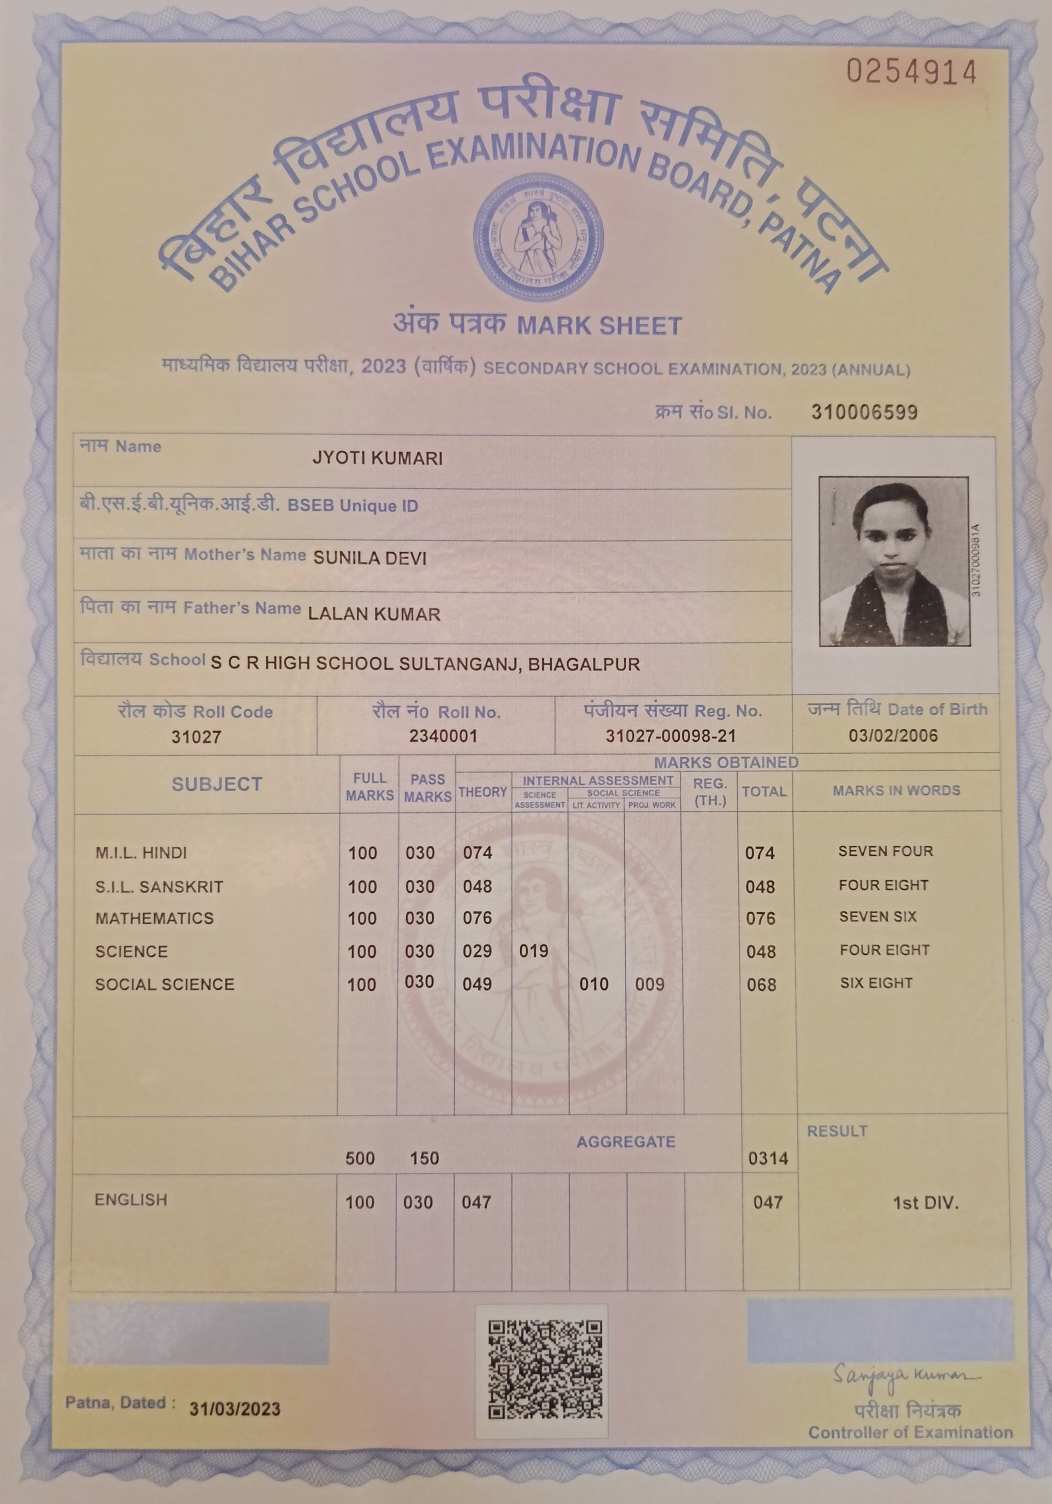 0254914
बिहार विद्यालय परीक्षा समिति, पटना
BIHAR SCHOOL EXAMINATION BOARD, PATNA
अंक पत्रक MARK SHEET
माध्यमिक विद्यालय परीक्षा, 2023 (वार्षिक) SECONDARY SCHOOL EXAMINATION, 2023 (ANNUAL)
क्रम सं० Sl. No. 310006599
नाम Name JYOTI KUMARI
बी.एस.ई.बी.यूनिक.आई.डी. BSEB Unique ID
माता का नाम Mother's Name SUNILA DEVI
पिता का नाम Father's Name LALAN KUMAR
विद्यालय School S C R HIGH SCHOOL SULTANGANJ, BHAGALPUR
31027000981A
रौल कोड Roll Code रौल नं० Roll No. पंजीयन संख्या Reg. No. जन्म तिथि Date of Birth
31027 2340001 31027-00098-21 03/02/2006
SUBJECT FULL MARKS PASS MARKS MARKS OBTAINED
THEORY INTERNAL ASSESSMENT REG. (TH.) TOTAL MARKS IN WORDS
SCIENCE ASSESSMENT SOCIAL SCIENCE
LIT. ACTIVITY PROJ. WORK
M.I.L. HINDI 100 030 074 074 SEVEN FOUR
S.I.L. SANSKRIT 100 030 048 048 FOUR EIGHT
MATHEMATICS 100 030 076 076 SEVEN SIX
SCIENCE 100 030 029 019 048 FOUR EIGHT
SOCIAL SCIENCE 100 030 049 010 009 068 SIX EIGHT
AGGREGATE RESULT
500 150 0314
ENGLISH 100 030 047 047 1st DIV.
Sanjaya Kumar
Patna, Dated : 31/03/2023
परीक्षा नियंत्रक
Controller of Examination